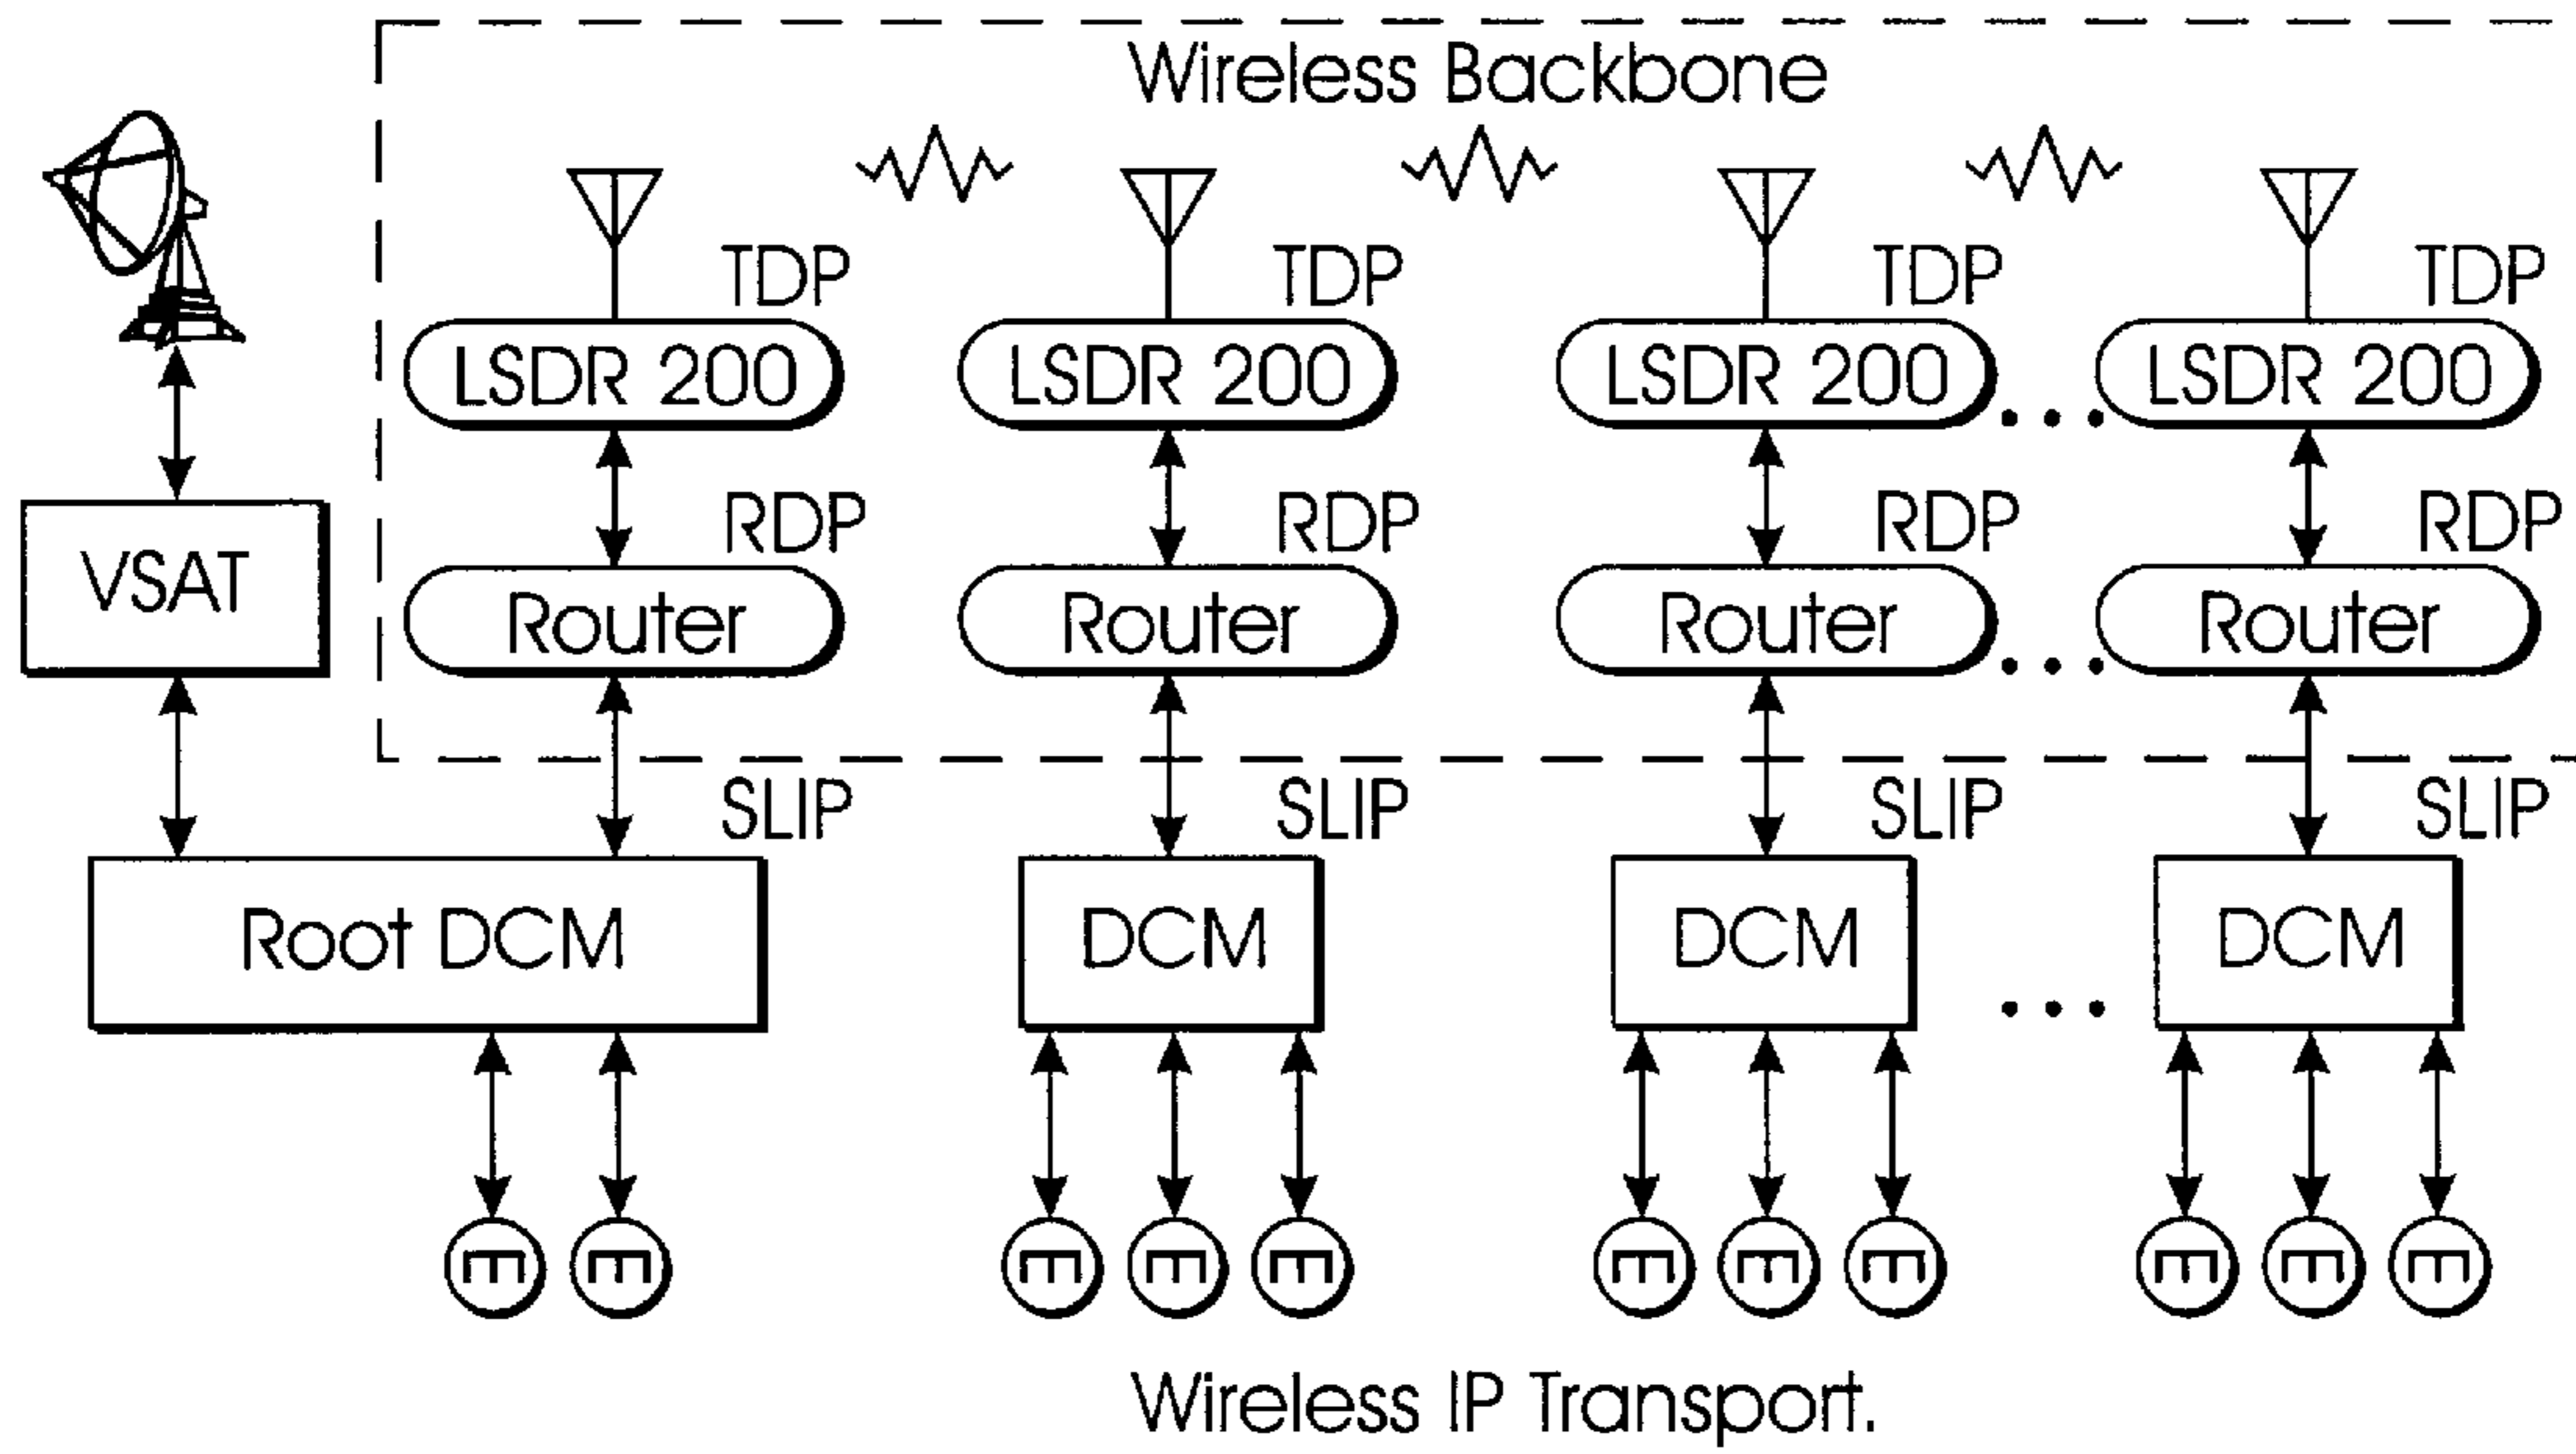 Wireless Backbone
TDP TDP TDP TDP
LSDR 200 LSDR 200 LSDR 200 LSDR 200
RDP RDP RDP RDP
VSAT Router Router Router Router
SLIP SLIP SLIP SLIP
Root DCM DCM DCM DCM
E E E E E E E E E E E
Wireless IP Transport.